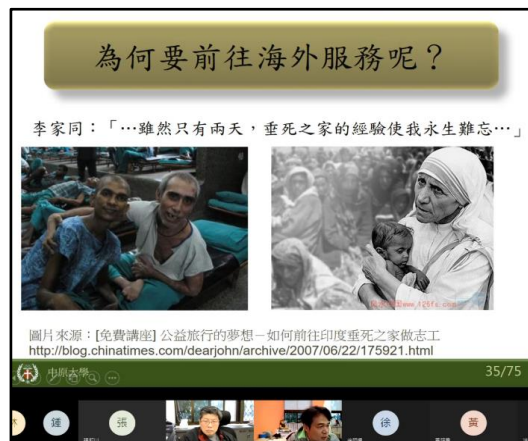 為何要前往海外服務呢？
李家同：「…雖然只有兩天，垂死之家的經驗使我永生難忘…」
圖片來源：[免費講座] 公益旅行的夢想－如何前往印度垂死之家做志工
http://blog.chinatimes.com/dearjohn/archive/2007/06/22/175921.html
中原大學
35/75
林 鍾 張 徐 黃